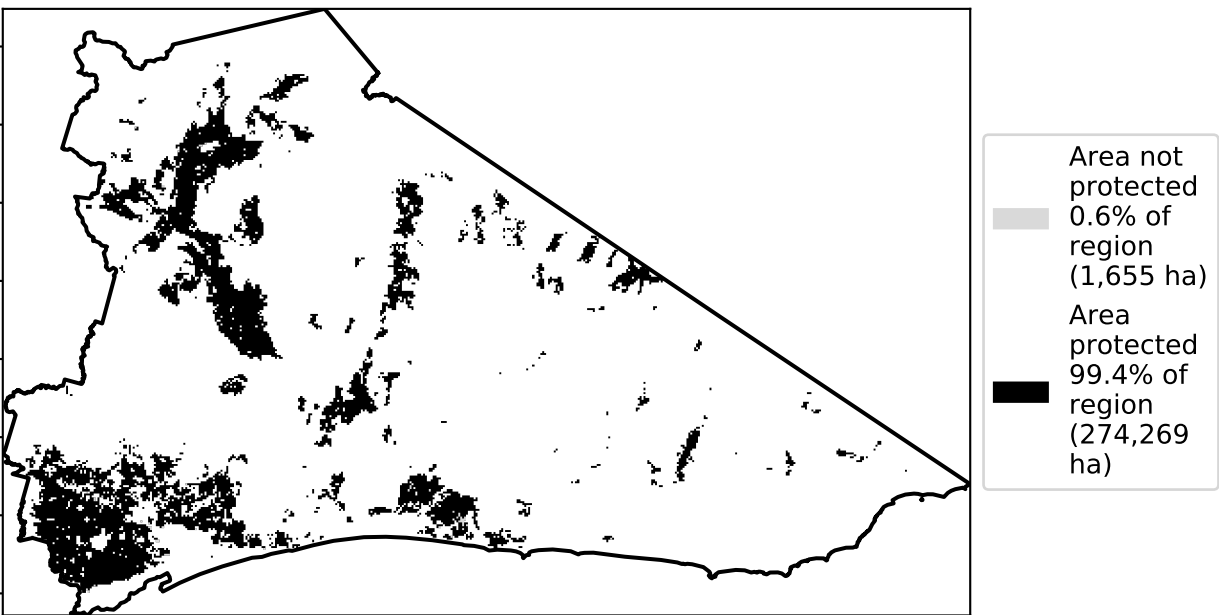 Area not
protected
0.6% of
region
(1,655 ha)
Area
protected
99.4% of
region
(274,269
ha)